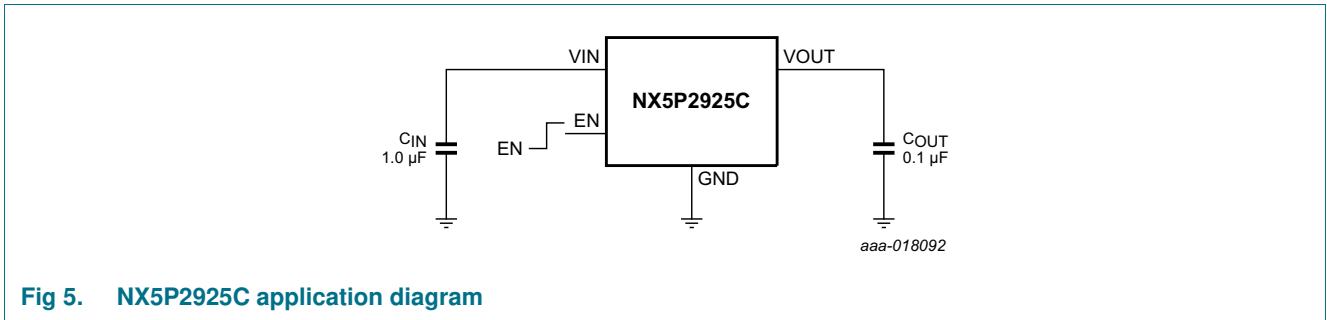 VIN
VOUT
NX5P2925C
EN
EN
CIN
1.0 µF
COUT
0.1 µF
GND
aaa-018092
Fig 5. NX5P2925C application diagram